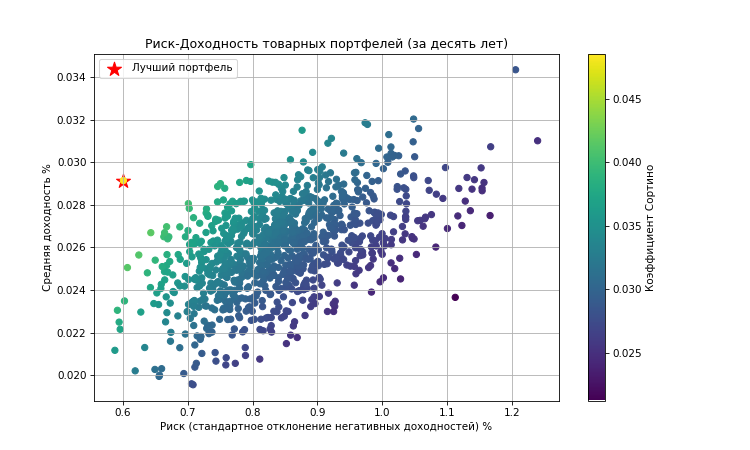 Риск-Доходность товарных портфелей (за десять лет)
Лучший портфель
0.034
0.032
0.030
0.028
0.026
0.024
0.022
0.020
Средняя доходность %
0.6 0.7 0.8 0.9 1.0 1.1 1.2
Риск (стандартное отклонение негативных доходностей) %
0.045
0.040
0.035
0.030
0.025
Коэффициент Сортино